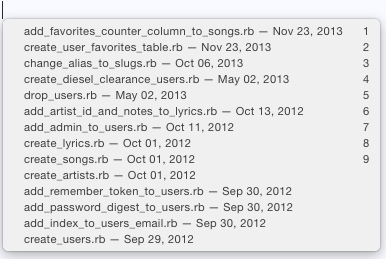 add_favorites_counter_column_to_songs.rb — Nov 23, 2013 1
create_user_favorites_table.rb — Nov 23, 2013 2
change_alias_to_slugs.rb — Oct 06, 2013 3
create_diesel_clearance_users.rb — May 02, 2013 4
drop_users.rb — May 02, 2013 5
add_artist_id_and_notes_to_lyrics.rb — Oct 13, 2012 6
add_admin_to_users.rb — Oct 11, 2012 7
create_lyrics.rb — Oct 01, 2012 8
create_songs.rb — Oct 01, 2012 9
create_artists.rb — Oct 01, 2012
add_remember_token_to_users.rb — Sep 30, 2012
add_password_digest_to_users.rb — Sep 30, 2012
add_index_to_users_email.rb — Sep 30, 2012
create_users.rb — Sep 29, 2012